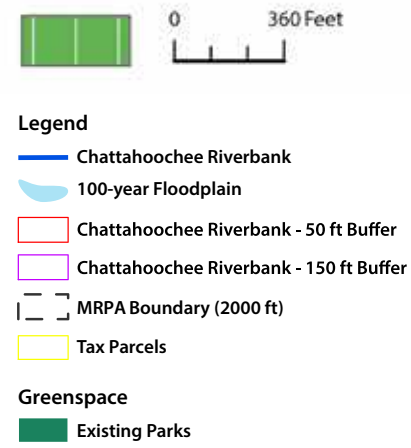 0 360 Feet
Legend
Chattahoochee Riverbank
100-year Floodplain
Chattahoochee Riverbank - 50 ft Buffer
Chattahoochee Riverbank - 150 ft Buffer
MRPA Boundary (2000 ft)
Tax Parcels
Greenspace
Existing Parks